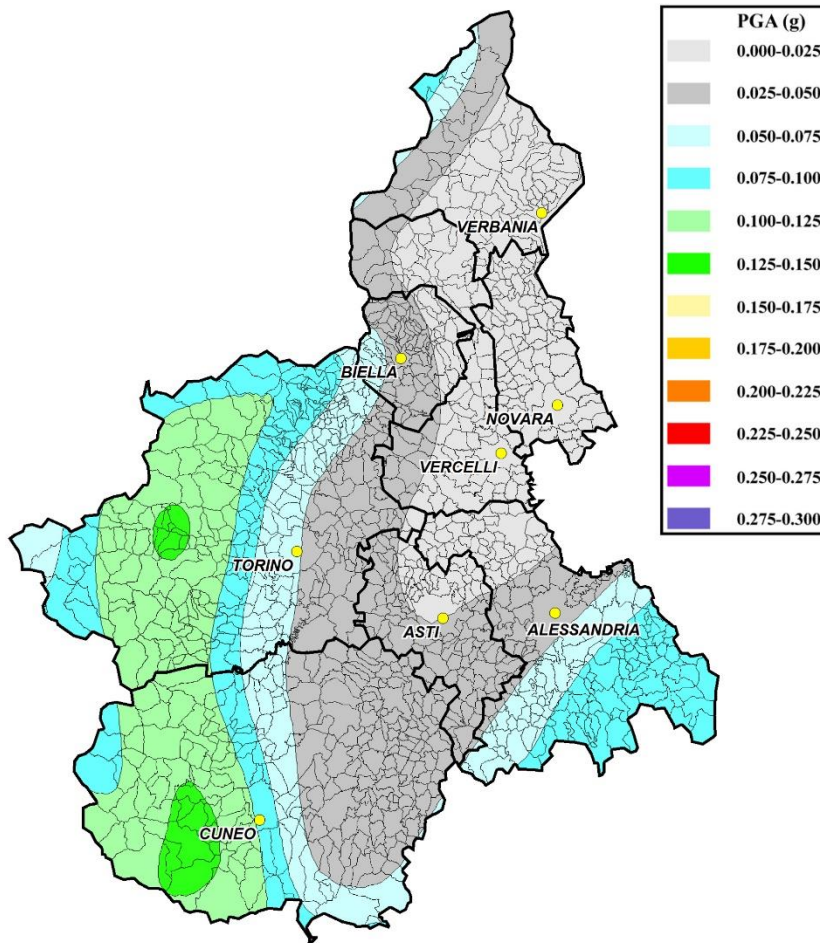 PGA (g)
0.000-0.025
0.025-0.050
0.050-0.075
0.075-0.100
0.100-0.125
0.125-0.150
0.150-0.175
0.175-0.200
0.200-0.225
0.225-0.250
0.250-0.275
0.275-0.300
VERBANIA
BIELLA
NOVARA
VERCELLI
TORINO
ASTI
ALESSANDRIA
CUNEO